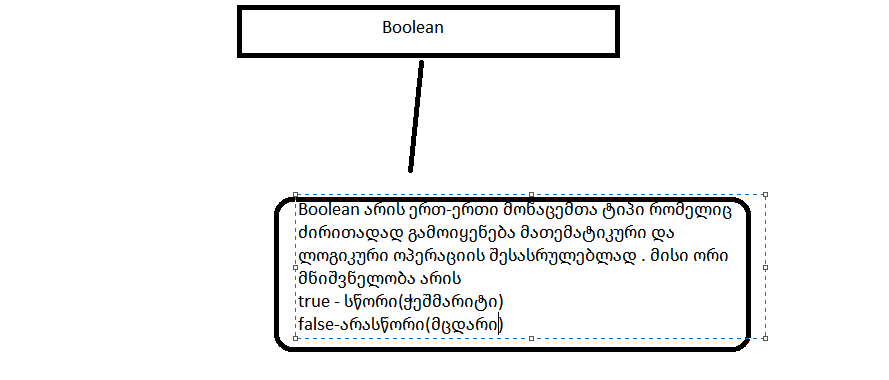 Boolean
Boolean არის ერთ-ერთი მონაცემთა ტიპი რომელიც
ძირითადად გამოიყენება მათემატიკური და
ლოგიკური ოპერაციის შესასრულებლად . მისი ორი
მნიშვნელობა არის
true - სწორი(ჭეშმარიტი)
false-არასწორი(მცდარი)